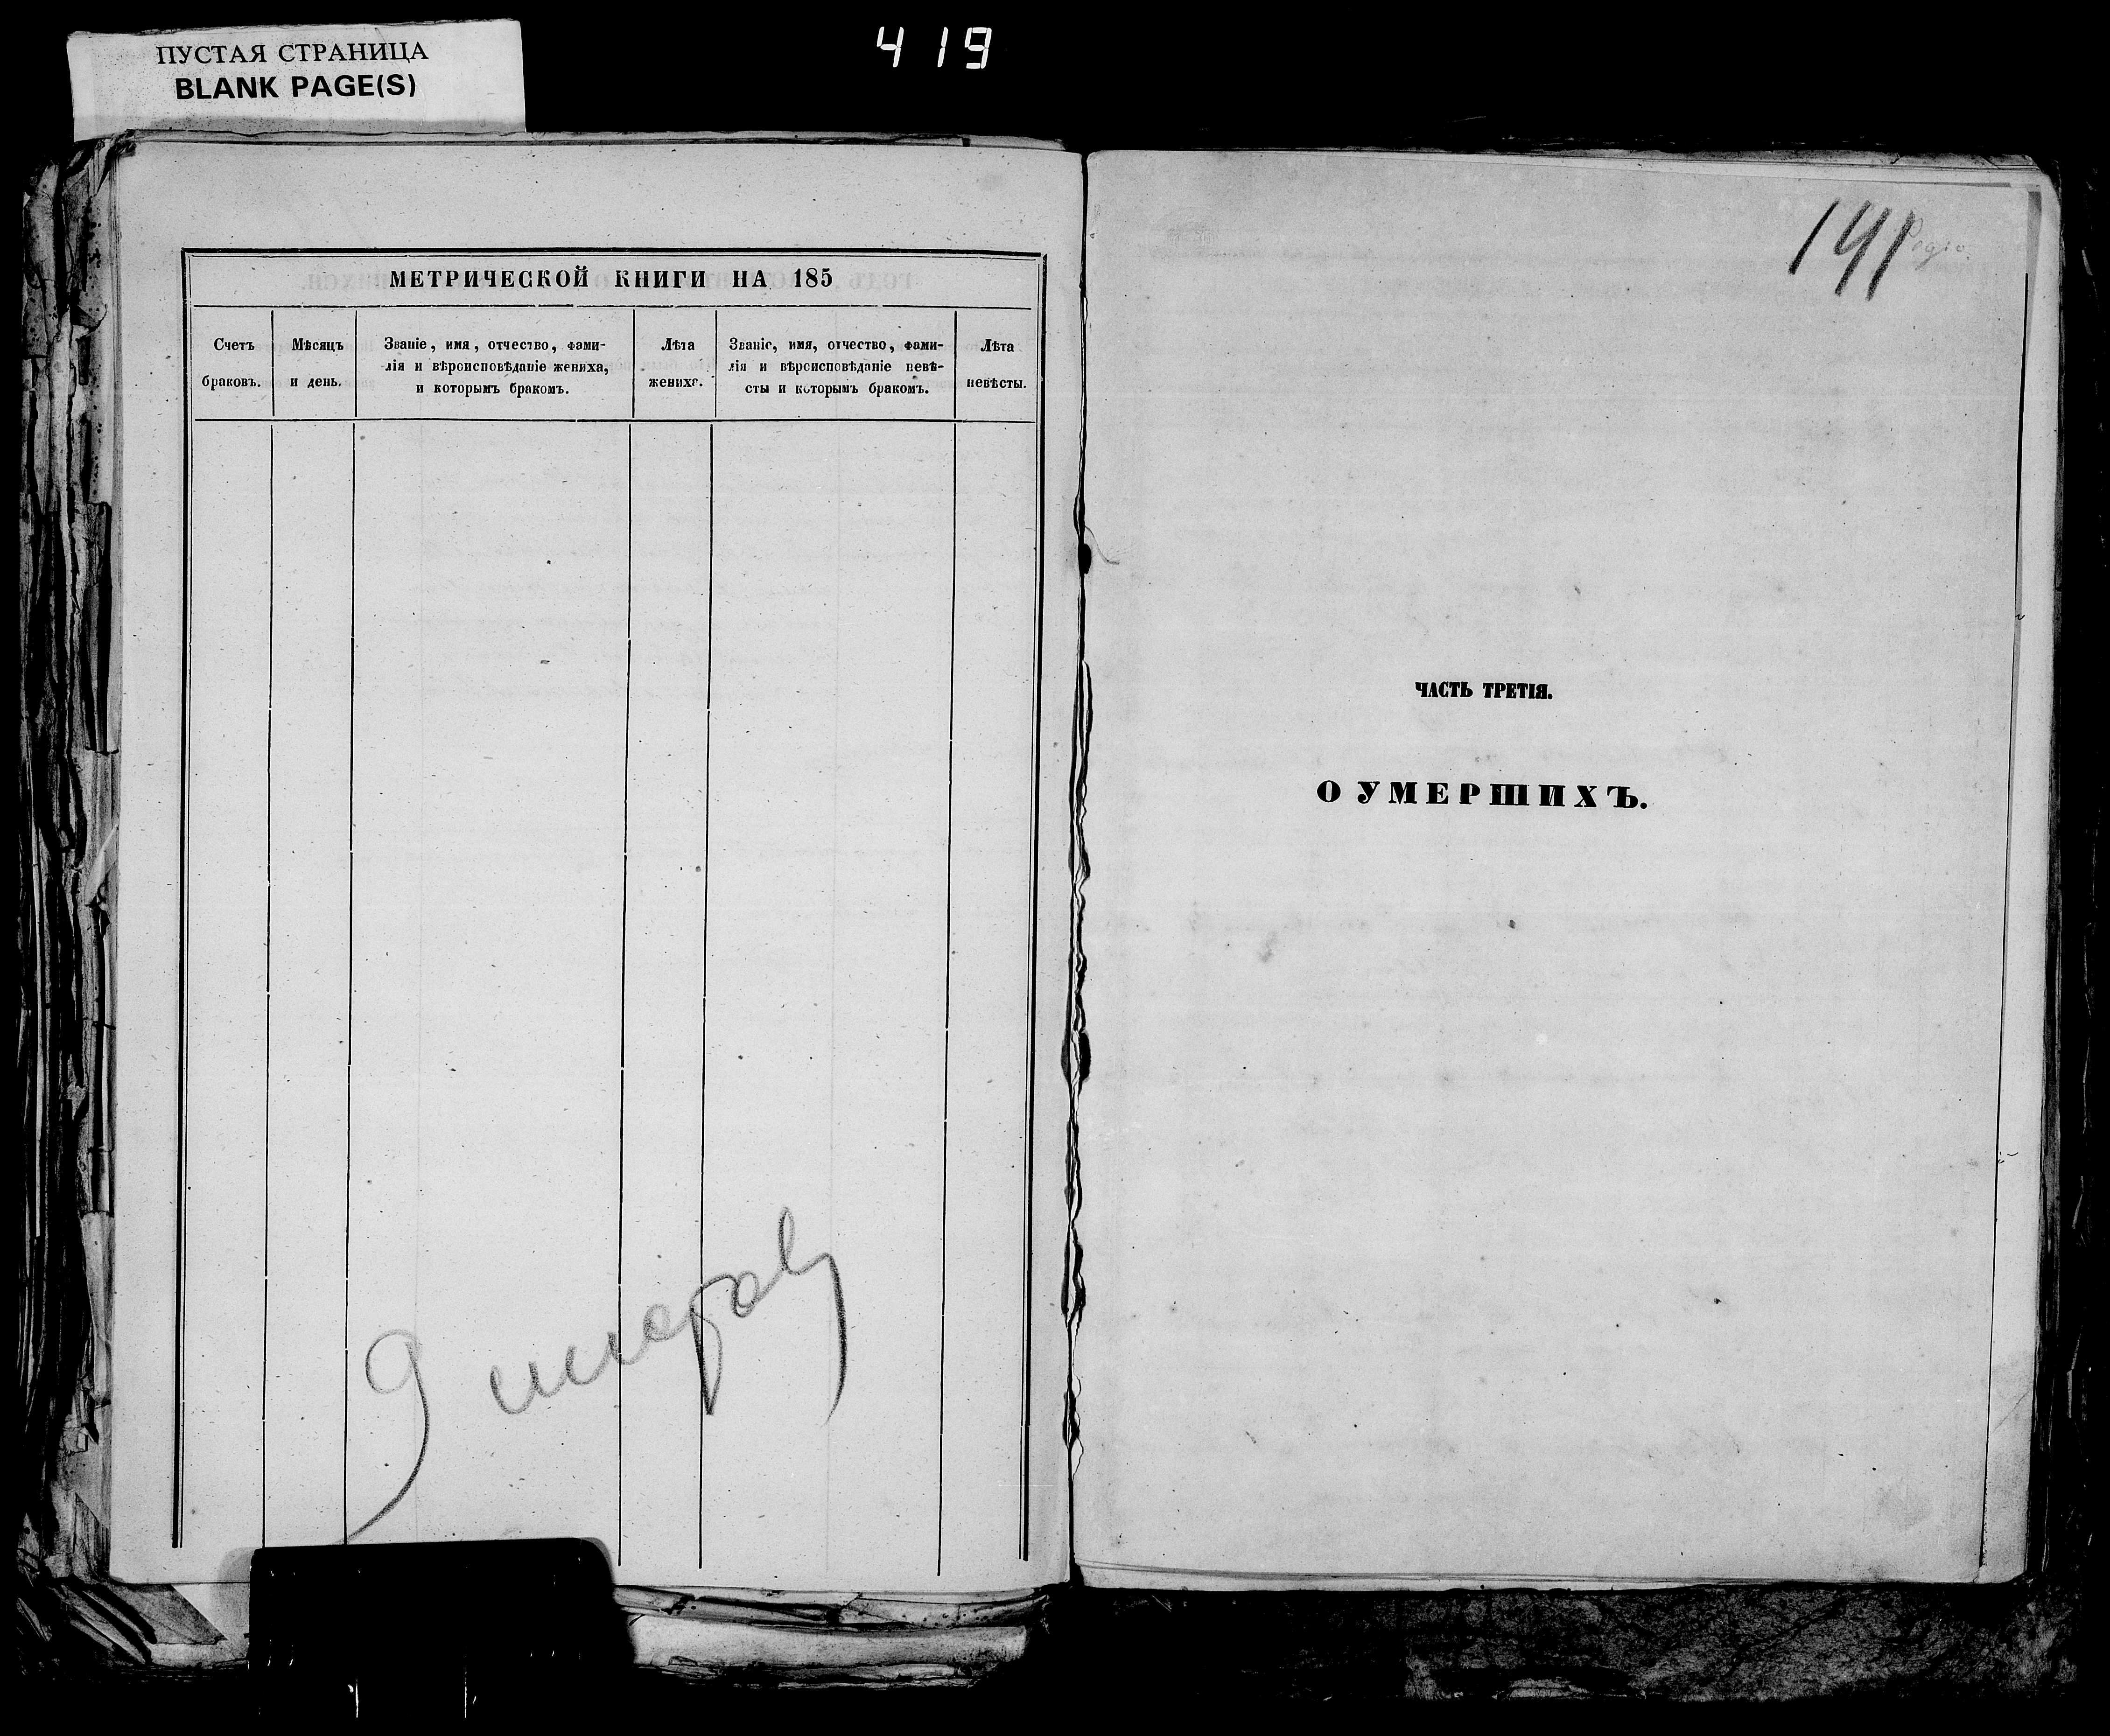 ПУСТАЯ СТРАНИЦА
BLANK PAGE(S)
419
МЕТРИЧЕСКОЙ КНИГИ НА 185
Счетъ
браковъ.
Мѣсяцъ
и день.
Званіе, имя, отчество, фами-
лія и вѣроисповѣданіе жениха,
и которымъ бракомъ.
Лѣта
жениха.
Званіе, имя, отчество, фами-
лія и вѣроисповѣданіе невѣ-
сты и которымъ бракомъ.
Лѣта
невѣсты.
9
141
ЧАСТЬ ТРЕТІЯ.
О УМЕРШИХЪ.